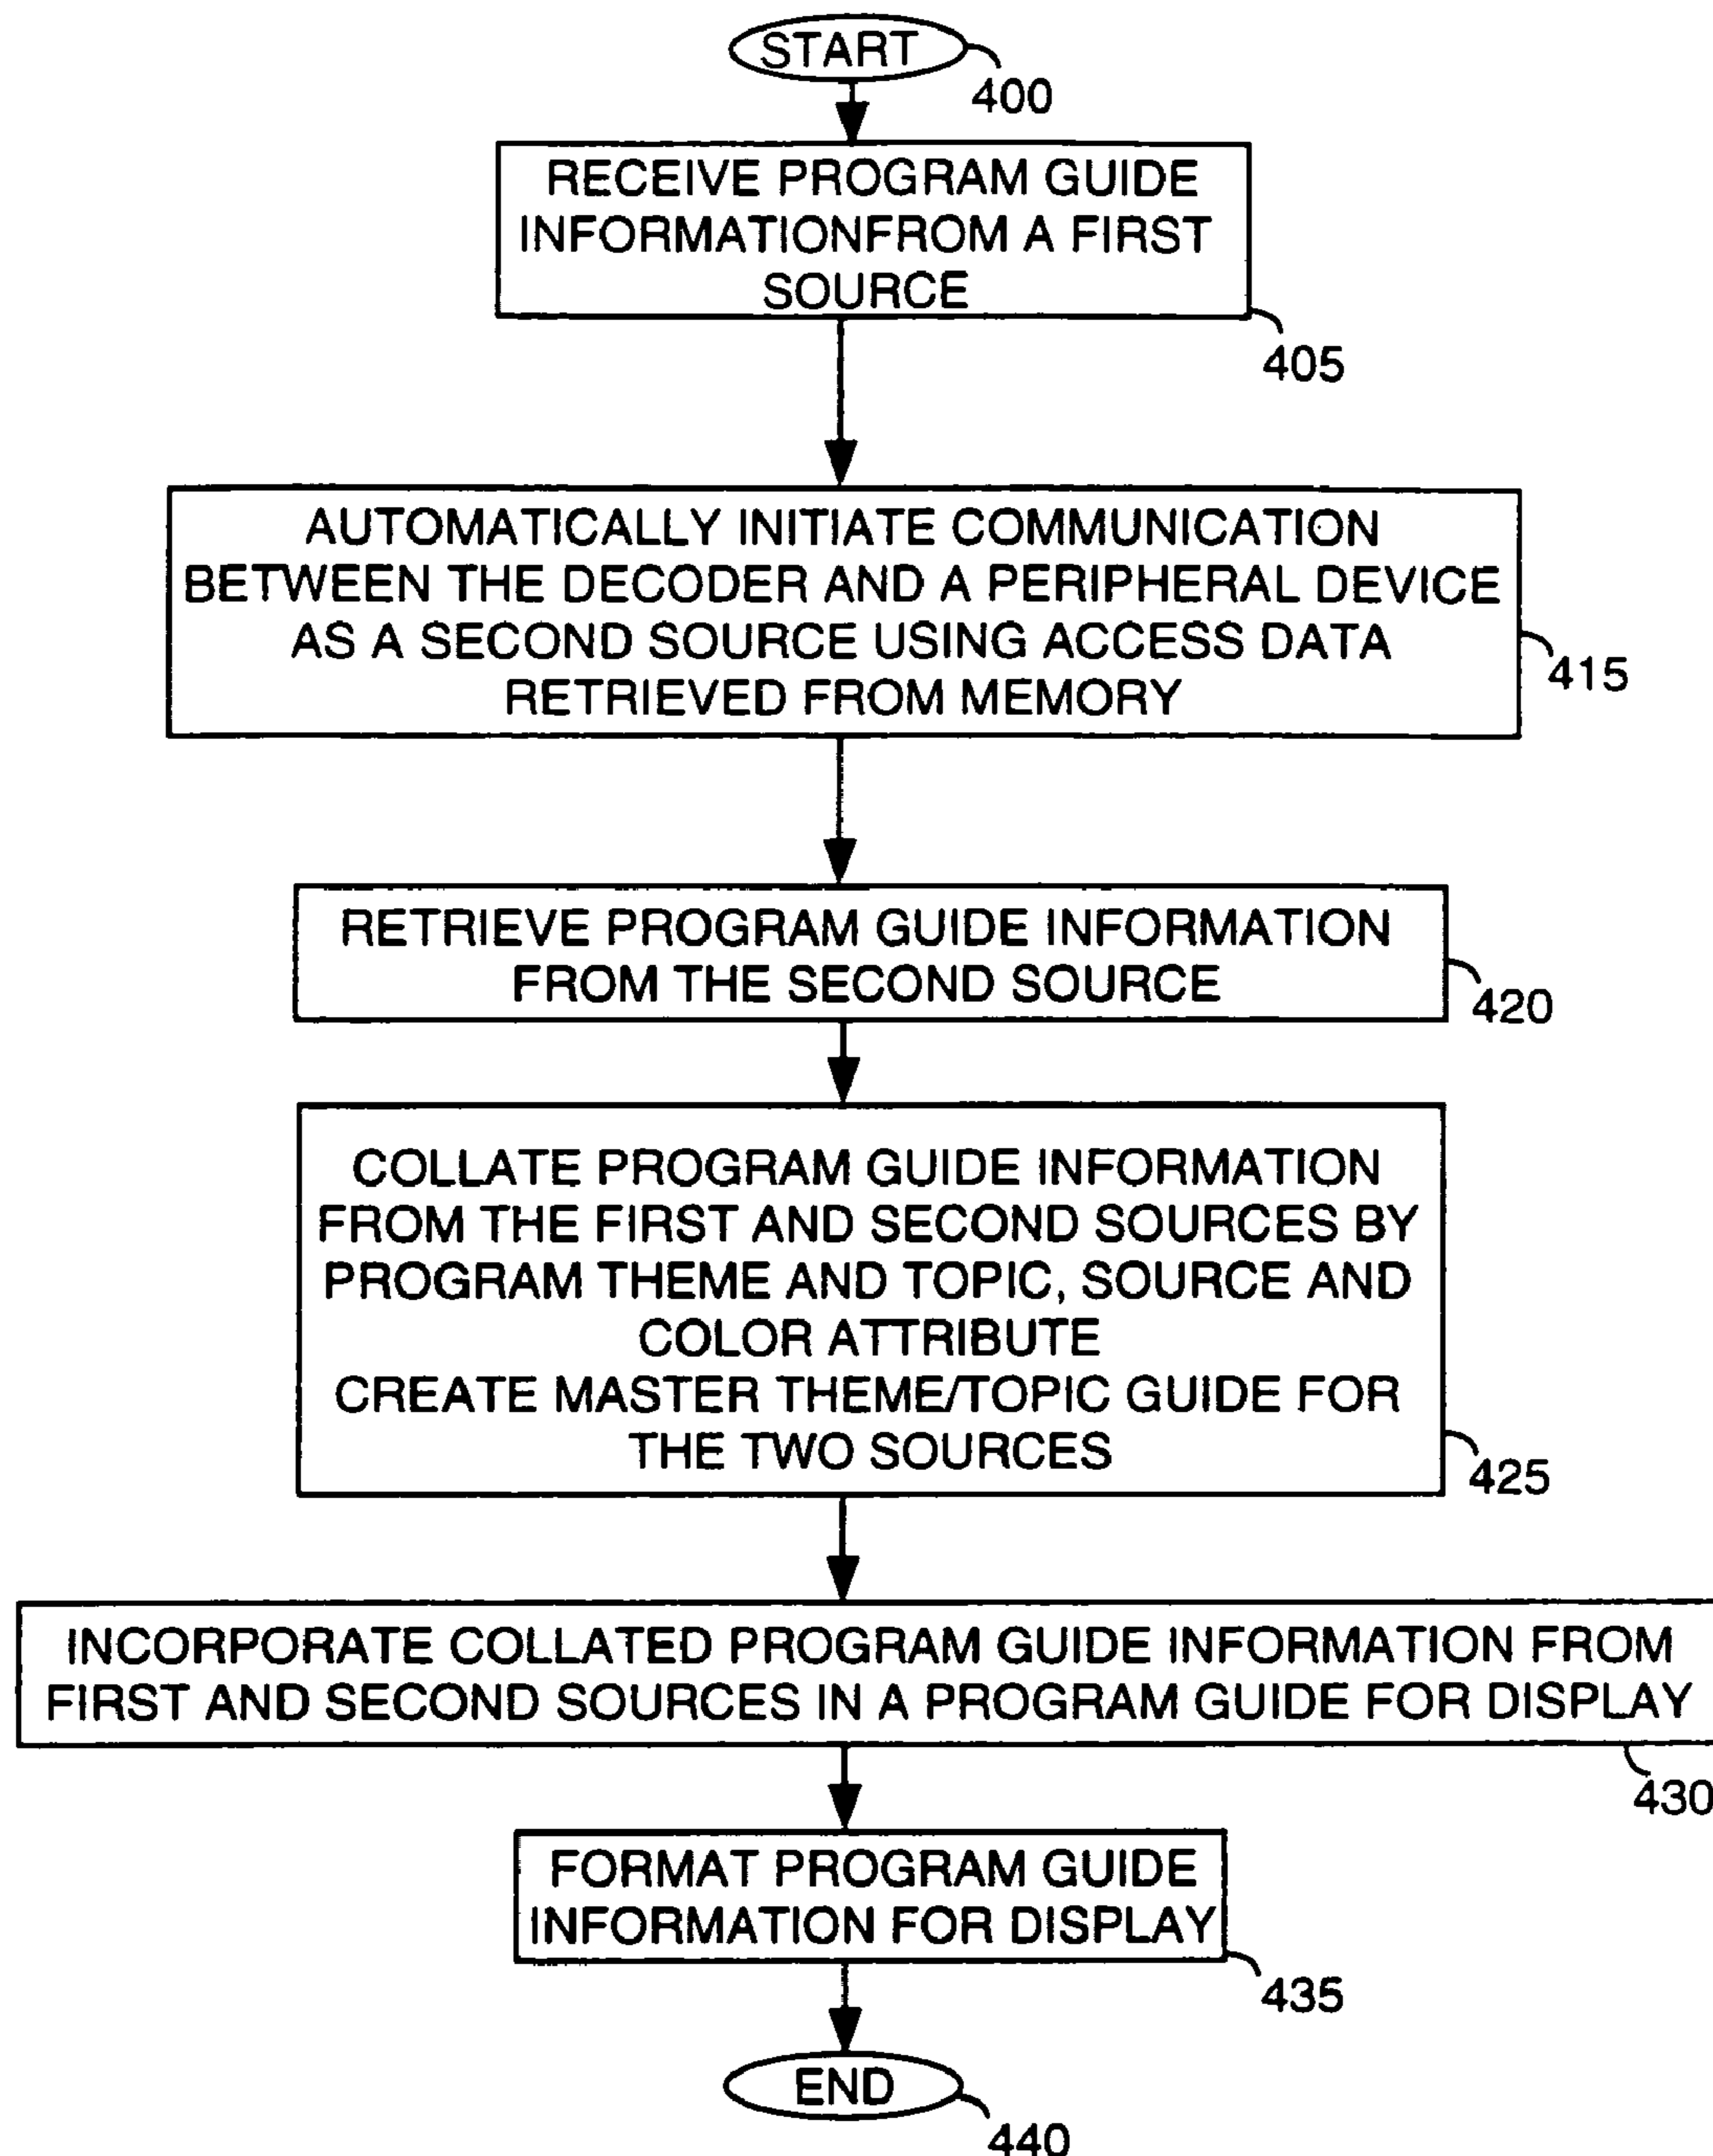 START
400
RECEIVE PROGRAM GUIDE
INFORMATIONFROM A FIRST
SOURCE
405
AUTOMATICALLY INITIATE COMMUNICATION
BETWEEN THE DECODER AND A PERIPHERAL DEVICE
AS A SECOND SOURCE USING ACCESS DATA
RETRIEVED FROM MEMORY
415
RETRIEVE PROGRAM GUIDE INFORMATION
FROM THE SECOND SOURCE
420
COLLATE PROGRAM GUIDE INFORMATION
FROM THE FIRST AND SECOND SOURCES BY
PROGRAM THEME AND TOPIC, SOURCE AND
COLOR ATTRIBUTE
CREATE MASTER THEME/TOPIC GUIDE FOR
THE TWO SOURCES
425
INCORPORATE COLLATED PROGRAM GUIDE INFORMATION FROM
FIRST AND SECOND SOURCES IN A PROGRAM GUIDE FOR DISPLAY
430
FORMAT PROGRAM GUIDE
INFORMATION FOR DISPLAY
435
END
440